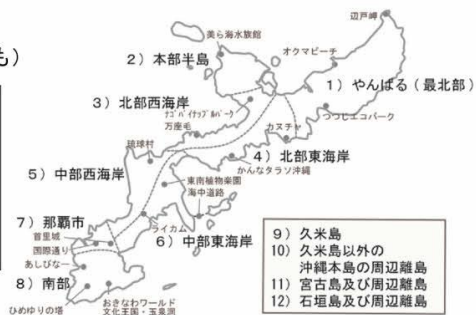 も)
辺戸岬
美ら海水族館
オクマビーチ
2) 本部半島
1) やんばる(最北部)
3) 北部西海岸
つつじエコパーク
ナゴパイナップルパーク
万座毛
カヌチャ
琉球村
4) 北部東海岸
かんなタラソ沖縄
5) 中部西海岸
東南植物楽園
海中道路
7) 那覇市
ライカム
6) 中部東海岸
首里城
国際通り
あしびなー
8) 南部
おきなわワールド
文化王国・玉泉洞
ひめゆりの塔
9) 久米島
10) 久米島以外の
沖縄本島の周辺離島
11) 宮古島及び周辺離島
12) 石垣島及び周辺離島